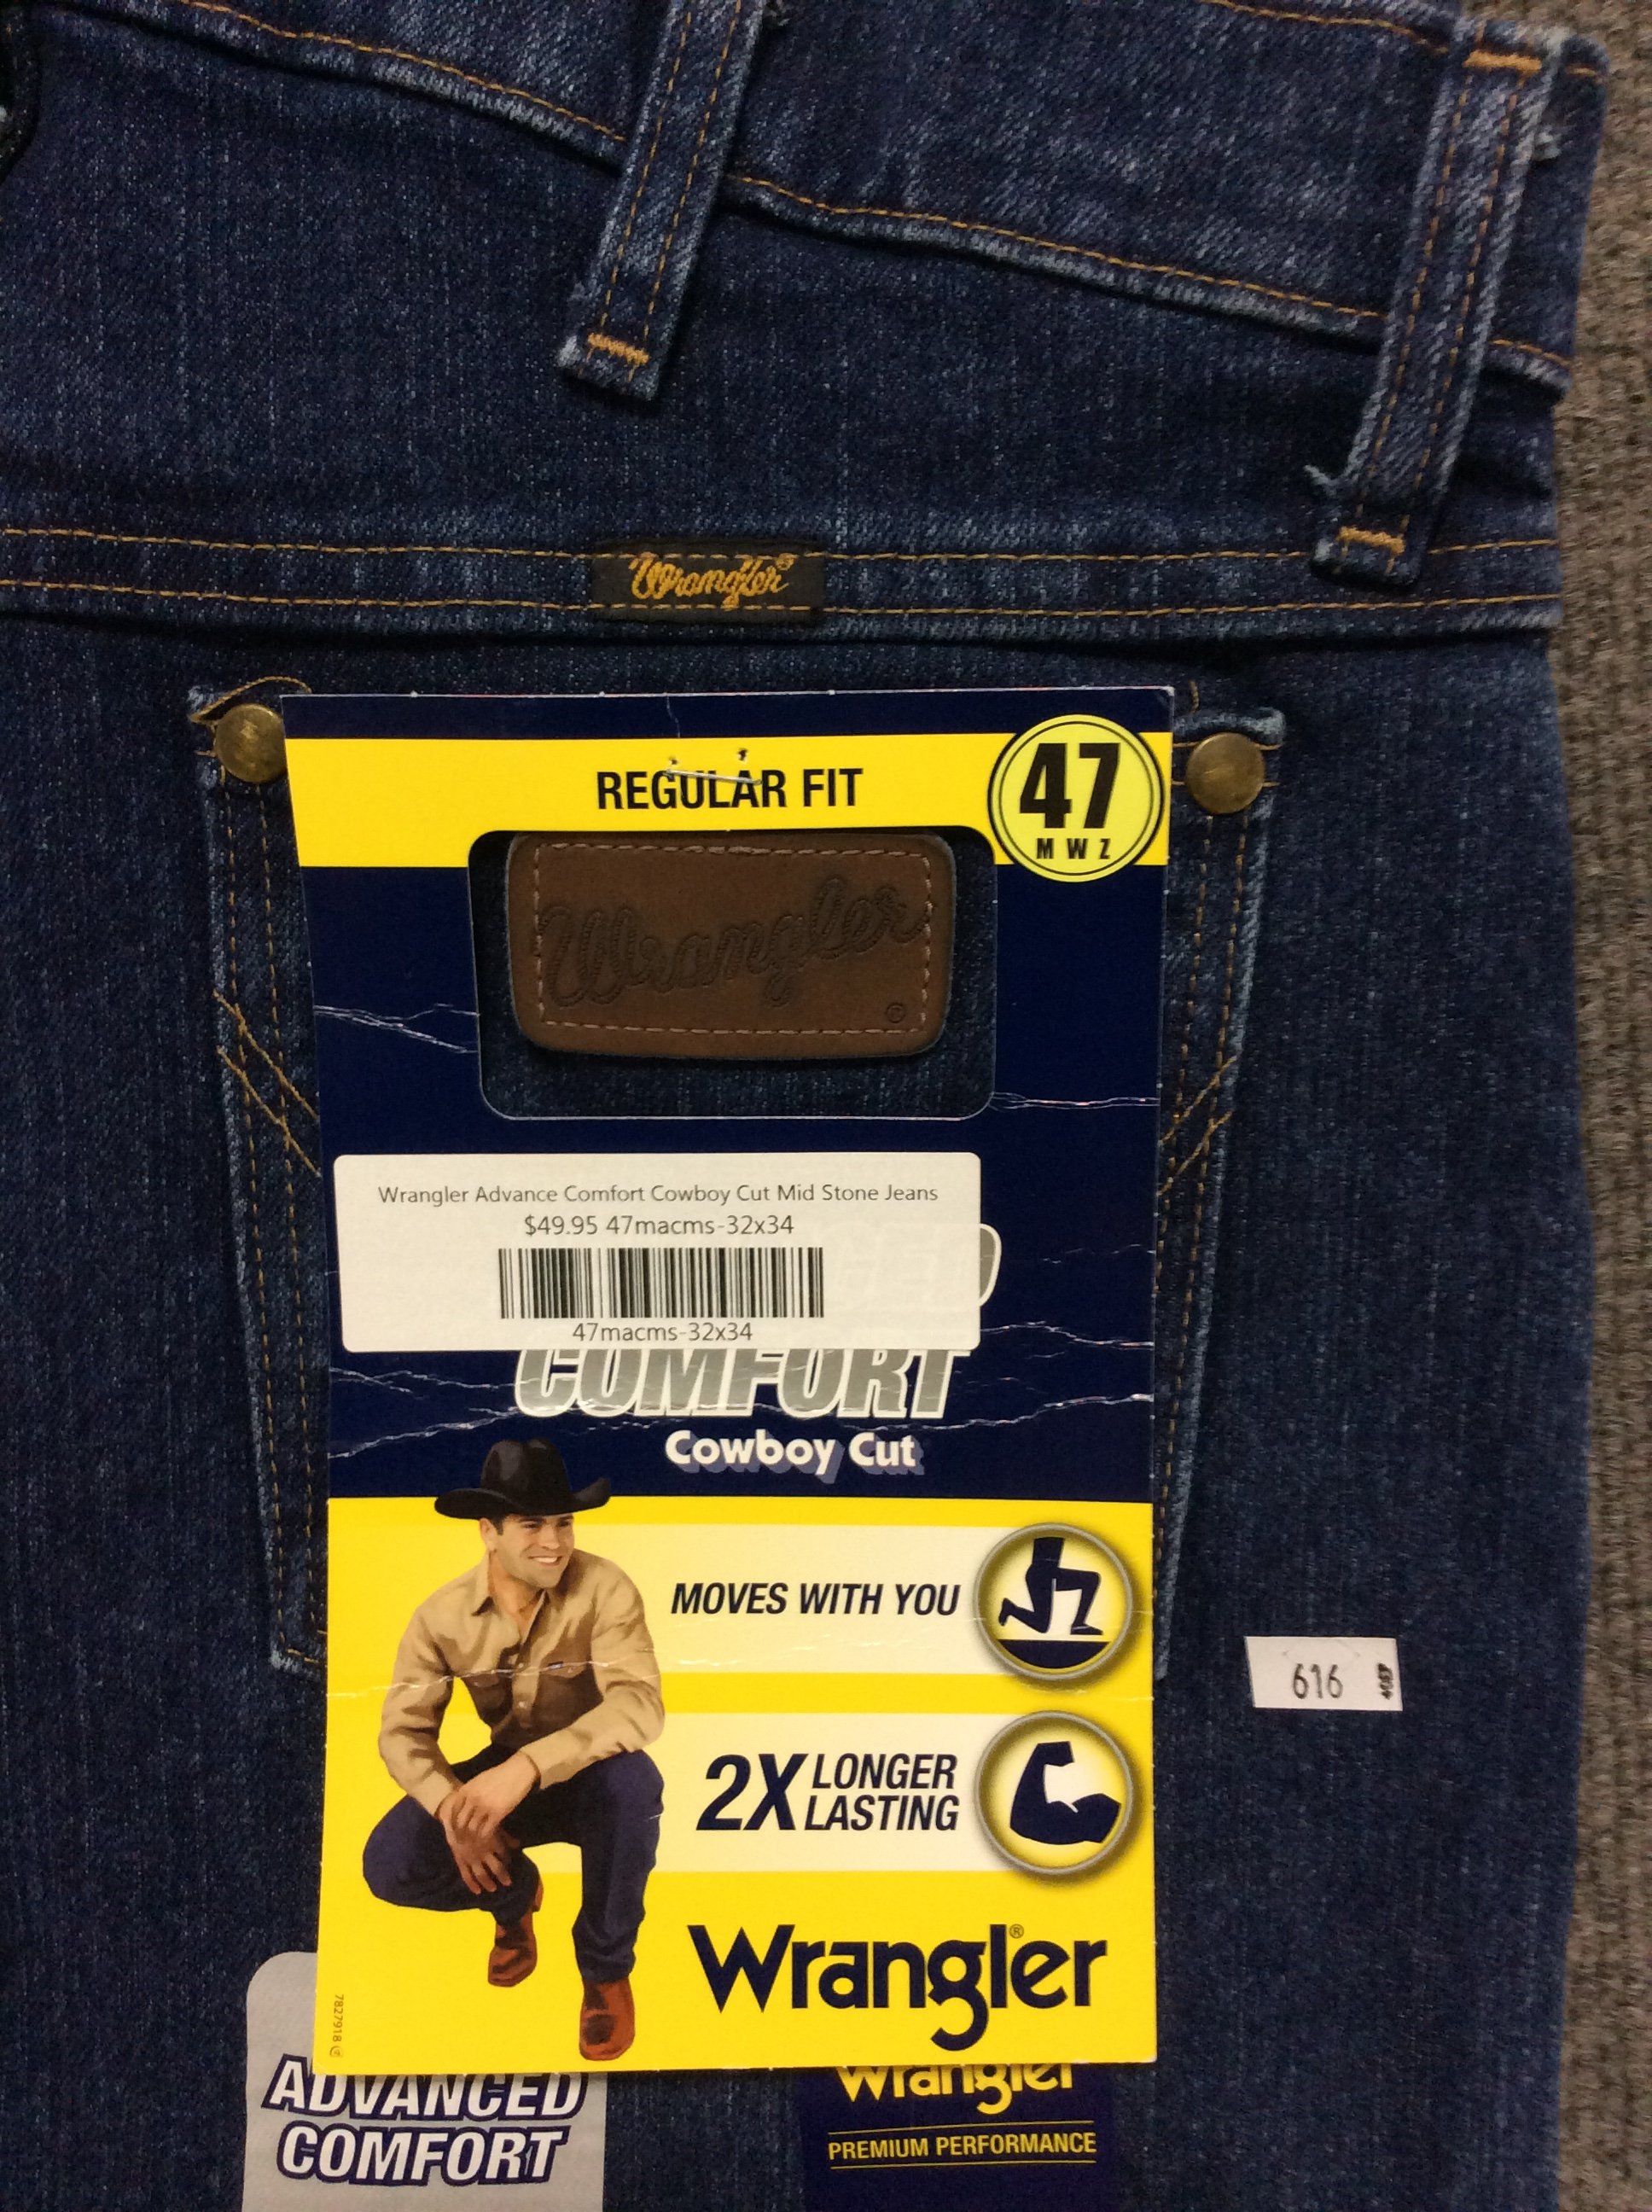 Wrangler®
REGULAR FIT
47
MWZ
Wrangler
®
Wrangler Advance Comfort Cowboy Cut Mid Stone Jeans
$49.95 47macms-32x34
47macms-32x34
COMFORT
Cowboy Cut
MOVES WITH YOU
616
2X LONGER
LASTING
Wrangler®
7827918
ADVANCED
COMFORT
Wrangler
PREMIUM PERFORMANCE